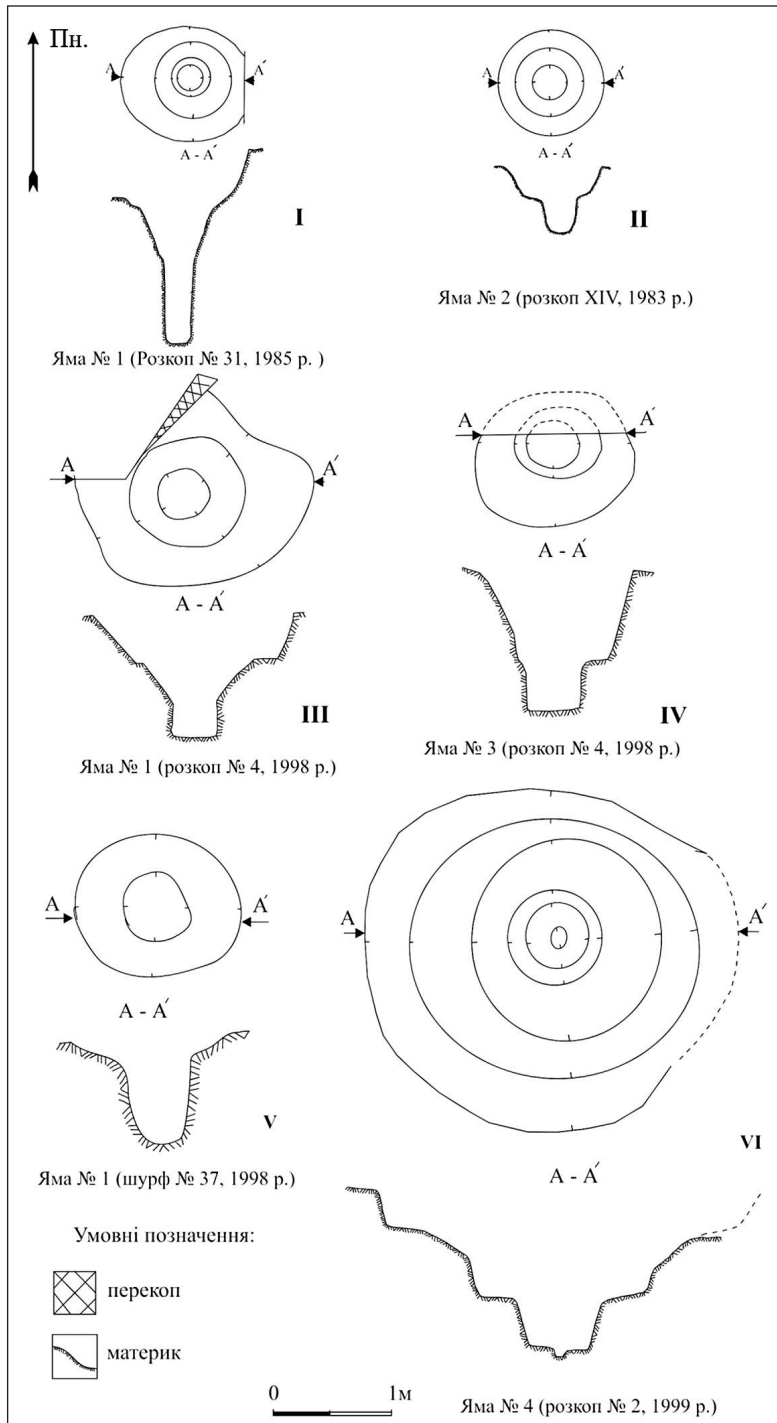 Пн.
А А′ А А′
А - А′ А - А′
I II
Яма № 2 (розкоп XIV, 1983 р.)
Яма № 1 (Розкоп № 31, 1985 р. )
А А′ А А′
А - А′ А - А′
III IV
Яма № 1 (розкоп № 4, 1998 р.) Яма № 3 (розкоп № 4, 1998 р.)
А А′ А А′
А - А′
V VI
А - А′
Яма № 1 (шурф № 37, 1998 р.)
Умовні позначення:
перекоп
материк
0 1м
Яма № 4 (розкоп № 2, 1999 р.)